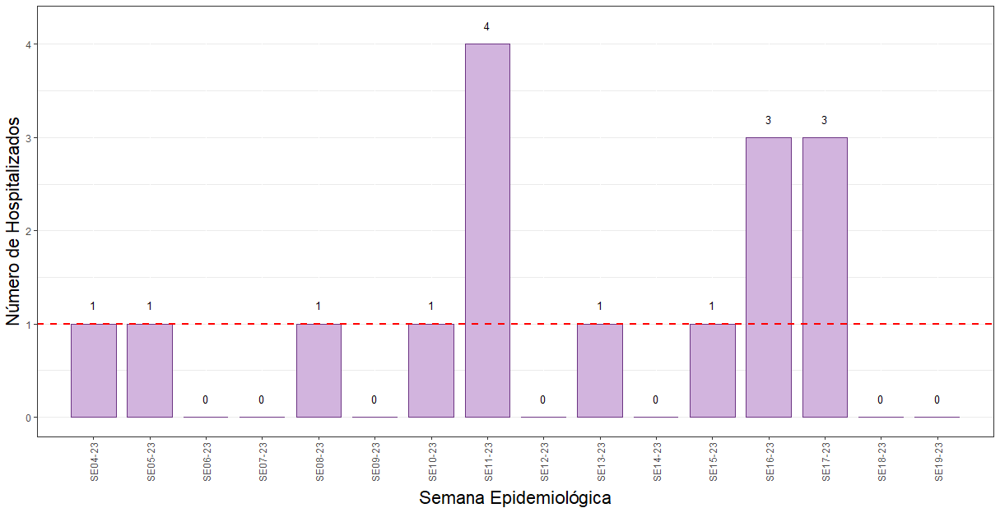 Número de Hospitalizados
4
3
2
1
0
1
1
0
0
1
0
1
4
0
1
0
1
3
3
0
0
SE04-23
SE05-23
SE06-23
SE07-23
SE08-23
SE09-23
SE10-23
SE11-23
SE12-23
SE13-23
SE14-23
SE15-23
SE16-23
SE17-23
SE18-23
SE19-23
Semana Epidemiológica